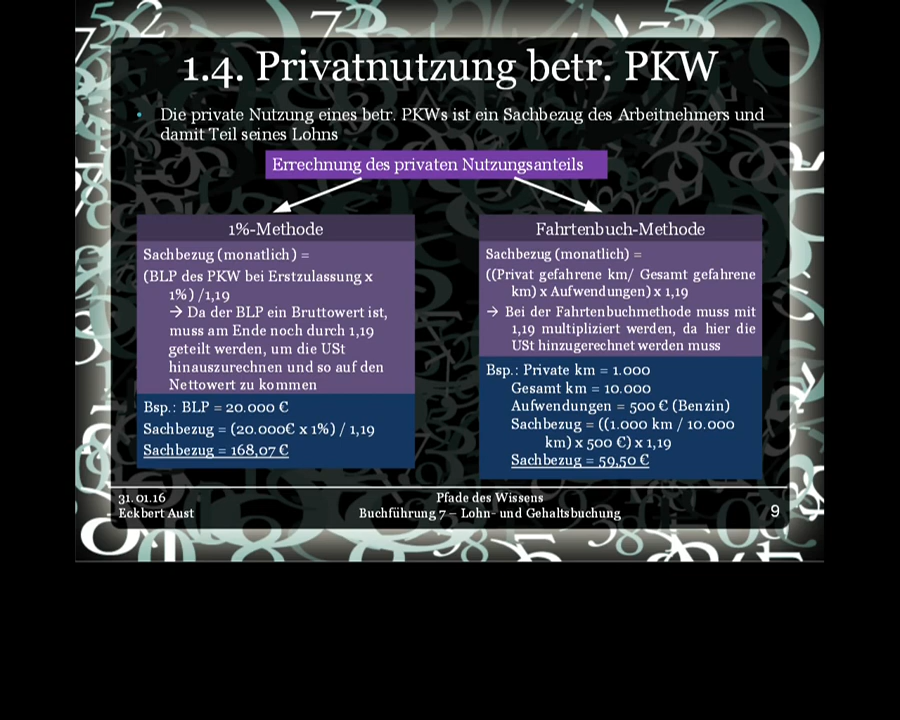 1.4. Privatnutzung betr. PKW
• Die private Nutzung eines betr. PKWs ist ein Sachbezug des Arbeitnehmers und
damit Teil seines Lohns
Errechnung des privaten Nutzungsanteils
1%-Methode
Sachbezug (monatlich) =
(BLP des PKW bei Erstzulassung x
1%) /1,19
→ Da der BLP ein Bruttowert ist,
muss am Ende noch durch 1,19
geteilt werden, um die USt
hinauszurechnen und so auf den
Nettowert zu kommen
Bsp.: BLP = 20.000 €
Sachbezug = (20.000€ x 1%) / 1,19
Sachbezug = 168,07 €
Fahrtenbuch-Methode
Sachbezug (monatlich) =
((Privat gefahrene km/ Gesamt gefahrene
km) x Aufwendungen) x 1,19
→ Bei der Fahrtenbuchmethode muss mit
1,19 multipliziert werden, da hier die
USt hinzugerechnet werden muss
Bsp.: Private km = 1.000
Gesamt km = 10.000
Aufwendungen = 500 € (Benzin)
Sachbezug = ((1.000 km / 10.000
km) x 500 €) x 1,19
Sachbezug = 59,50 €
31.01.16
Eckbert Aust
Pfade des Wissens
Buchführung 7 – Lohn- und Gehaltsbuchung
9